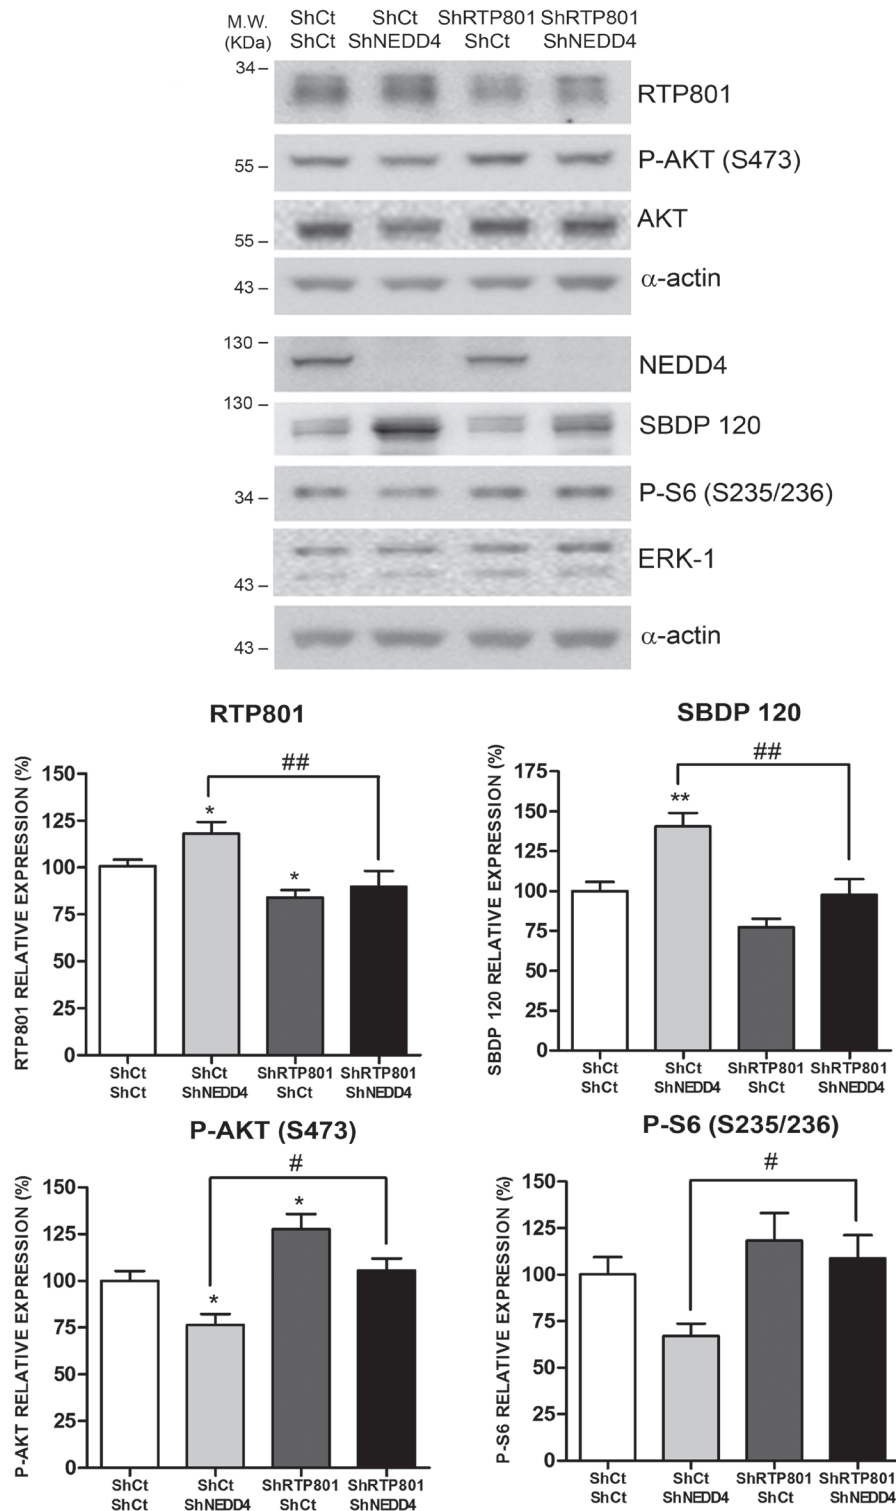 M.W. ShCt ShCt ShRTP801 ShRTP801
(KDa) ShCt ShNEDD4 ShCt ShNEDD4
34 –
RTP801
55 – P-AKT (S473)
AKT
55 –
43 – α-actin
130 –
NEDD4
130 –
SBDP 120
34 – P-S6 (S235/236)
ERK-1
43 –
43 – α-actin
RTP801
RTP801 RELATIVE EXPRESSION (%)
150
125
100
75
50
25
0
*
*
##
ShCt ShCt ShRTP801 ShRTP801
ShCt ShNEDD4 ShCt ShNEDD4
SBDP 120
SBDP 120 RELATIVE EXPRESSION (%)
175
150
125
100
75
50
25
0
**
##
ShCt ShCt ShRTP801 ShRTP801
ShCt ShNEDD4 ShCt ShNEDD4
P-AKT (S473)
P-AKT RELATIVE EXPRESSION (%)
150
125
100
75
50
25
0
*
*
#
ShCt ShCt ShRTP801 ShRTP801
ShCt ShNEDD4 ShCt ShNEDD4
P-S6 (S235/236)
P-S6 RELATIVE EXPRESSION (%)
150
125
100
75
50
25
0
#
ShCt ShCt ShRTP801 ShRTP801
ShCt ShNEDD4 ShCt ShNEDD4